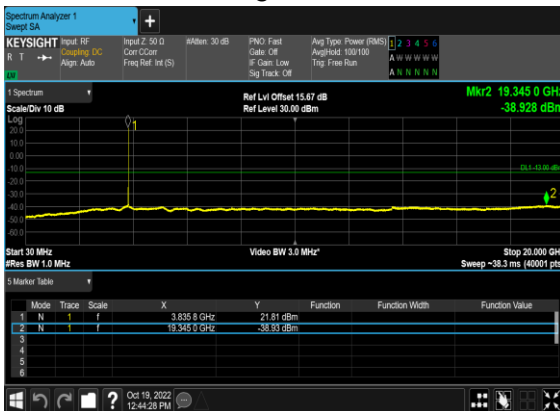 Spectrum Analyzer 1
Swept SA
+
KEYSIGHT Input: RF Input Z: 50 Ω #Atten: 30 dB PNO: Fast Avg Type: Power (RMS) 1 2 3 4 5 6
R T Coupling: DC Corr CCorr Gate: Off Avg|Hold: 100/100 A W W W W W
Align: Auto Freq Ref: Int (S) IF Gain: Low Trig: Free Run
LV Sig Track: Off A N N N N N
1 Spectrum Ref Lvl Offset 15.67 dB Mkr2 19.345 0 GHz
Scale/Div 10 dB Ref Level 30.00 dBm -38.928 dBm
Log
20.0
1
10.0
0.00
-10.0
DL1 -13.00 dBm
-20.0
-30.0
2
-40.0
-50.0
-60.0
Start 30 MHz Video BW 3.0 MHz* Stop 20.000 GHz
#Res BW 1.0 MHz Sweep ~38.3 ms (40001 pts)
5 Marker Table
Mode Trace Scale X Y Function Function Width Function Value
1 N 1 f 3.835 8 GHz 21.81 dBm
2 N 1 f 19.345 0 GHz -38.93 dBm
3
4
5
6
? Oct 19, 2022
12:44:28 PM